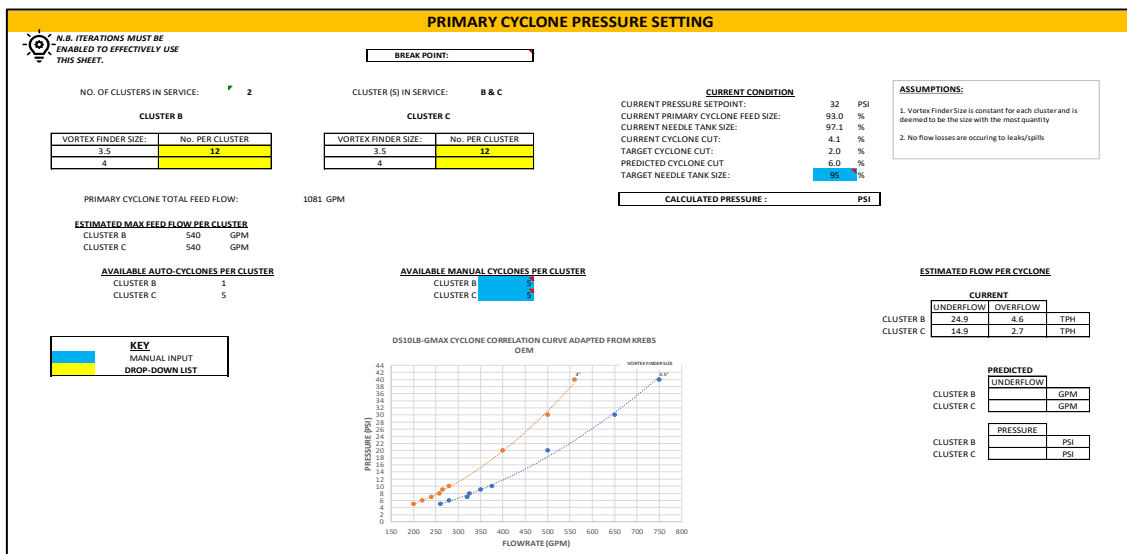 PRIMARY CYCLONE PRESSURE SETTING
N.B. ITERATIONS MUST BE
ENABLED TO EFFECTIVELY USE
THIS SHEET.
BREAK POINT:
NO. OF CLUSTERS IN SERVICE: 2
CLUSTER (S) IN SERVICE: B & C
CLUSTER B
VORTEX FINDER SIZE: No. PER CLUSTER
3.5 12
4
CLUSTER C
VORTEX FINDER SIZE: No. PER CLUSTER
3.5 12
4
CURRENT CONDITION
CURRENT PRESSURE SETPOINT: 32 PSI
CURRENT PRIMARY CYCLONE FEED SIZE: 93.0 %
CURRENT NEEDLE TANK SIZE: 97.1 %
CURRENT CYCLONE CUT: 4.1 %
TARGET CYCLONE CUT: 2.0 %
PREDICTED CYCLONE CUT 6.0 %
TARGET NEEDLE TANK SIZE: 95 %
CALCULATED PRESSURE : PSI
ASSUMPTIONS:
1. Vortex Finder Size is constant for each cluster and is
deemed to be the size with the most quantity
2. No flow losses are occuring to leaks/spills
PRIMARY CYCLONE TOTAL FEED FLOW: 1081 GPM
ESTIMATED MAX FEED FLOW PER CLUSTER
CLUSTER B 540 GPM
CLUSTER C 540 GPM
AVAILABLE AUTO-CYCLONES PER CLUSTER
CLUSTER B 1
CLUSTER C 5
AVAILABLE MANUAL CYCLONES PER CLUSTER
CLUSTER B 5
CLUSTER C 5
ESTIMATED FLOW PER CYCLONE
CURRENT
UNDERFLOW OVERFLOW
CLUSTER B 24.9 4.6 TPH
CLUSTER C 14.9 2.7 TPH
KEY
MANUAL INPUT
DROP-DOWN LIST
DS10LB-GMAX CYCLONE CORRELATION CURVE ADAPTED FROM KREBS
OEM
VORTEX FINDER SIZE
4"
3.5"
44
42
40
38
36
34
32
30
28
26
24
22
20
18
16
14
12
10
8
6
4
2
0
PRESSURE (PSI)
150 200 250 300 350 400 450 500 550 600 650 700 750 800
FLOWRATE (GPM)
PREDICTED
UNDERFLOW
CLUSTER B GPM
CLUSTER C GPM
PRESSURE
CLUSTER B PSI
CLUSTER C PSI